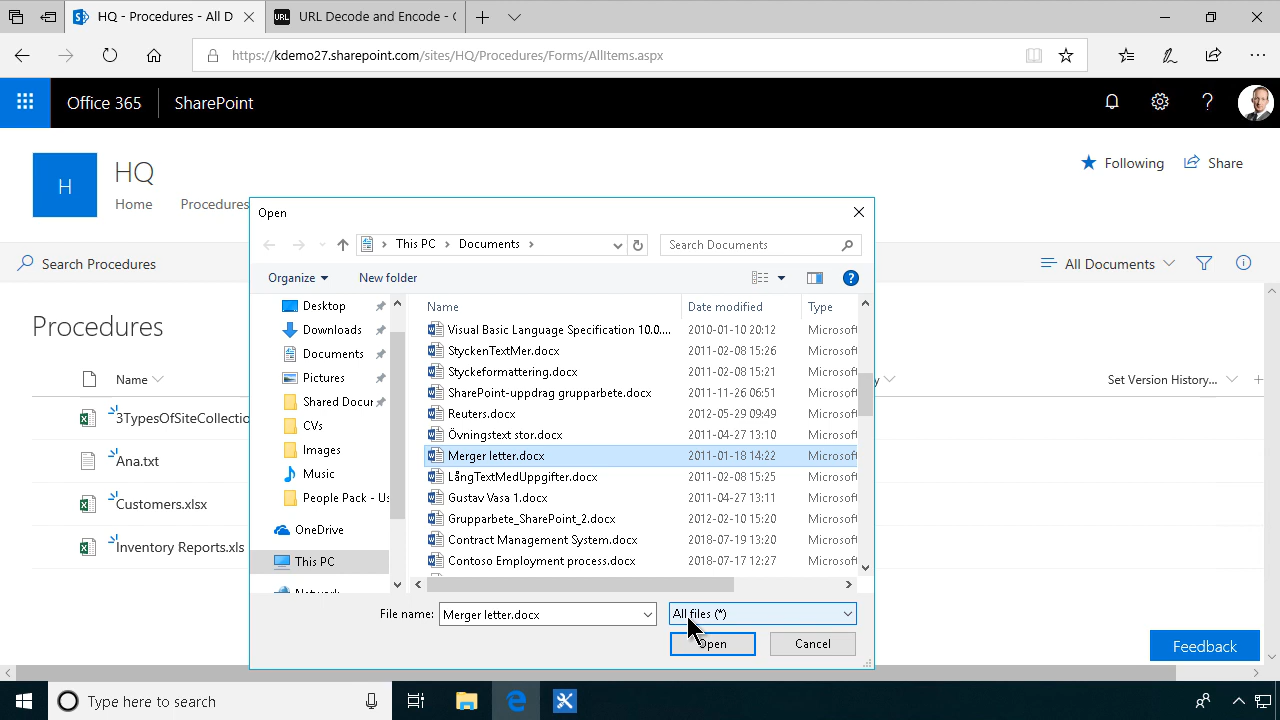 HQ - Procedures - All D
URL Decode and Encode - 
https://kdemo27.sharepoint.com/sites/HQ/Procedures/Forms/AllItems.aspx
Office 365
SharePoint
H
HQ
Following
Share
Home
Procedures
Search Procedures
All Documents
Procedures
Name
Set Version History...
3TypesOfSiteCollectio
Ana.txt
Customers.xlsx
Inventory Reports.xls
Open
This PC
Documents
Search Documents
Organize
New folder
Desktop
Downloads
Documents
Pictures
Shared Docur
CVs
Images
Music
People Pack - Us
OneDrive
This PC
Name Date modified Type
Visual Basic Language Specification 10.0.... 2010-01-10 20:12 Microsoft
StyckenTextMer.docx 2011-02-08 15:26 Microsoft
Styckeformattering.docx 2011-02-08 15:21 Microsoft
SharePoint-uppdrag grupparbete.docx 2011-11-26 06:51 Microsoft
Reuters.docx 2012-05-29 09:49 Microsoft
Övningstext stor.docx 2011-04-27 13:10 Microsoft
Merger letter.docx 2011-01-18 14:22 Microsoft
LångTextMedUppgifter.docx 2011-02-08 15:25 Microsoft
Gustav Vasa 1.docx 2011-04-27 13:11 Microsoft
Grupparbete_SharePoint_2.docx 2012-02-10 15:20 Microsoft
Contract Management System.docx 2018-07-19 13:20 Microsoft
Contoso Employment process.docx 2018-07-17 12:27 Microsoft
File name: Merger letter.docx
All files (*)
Open
Cancel
Feedback
Type here to search